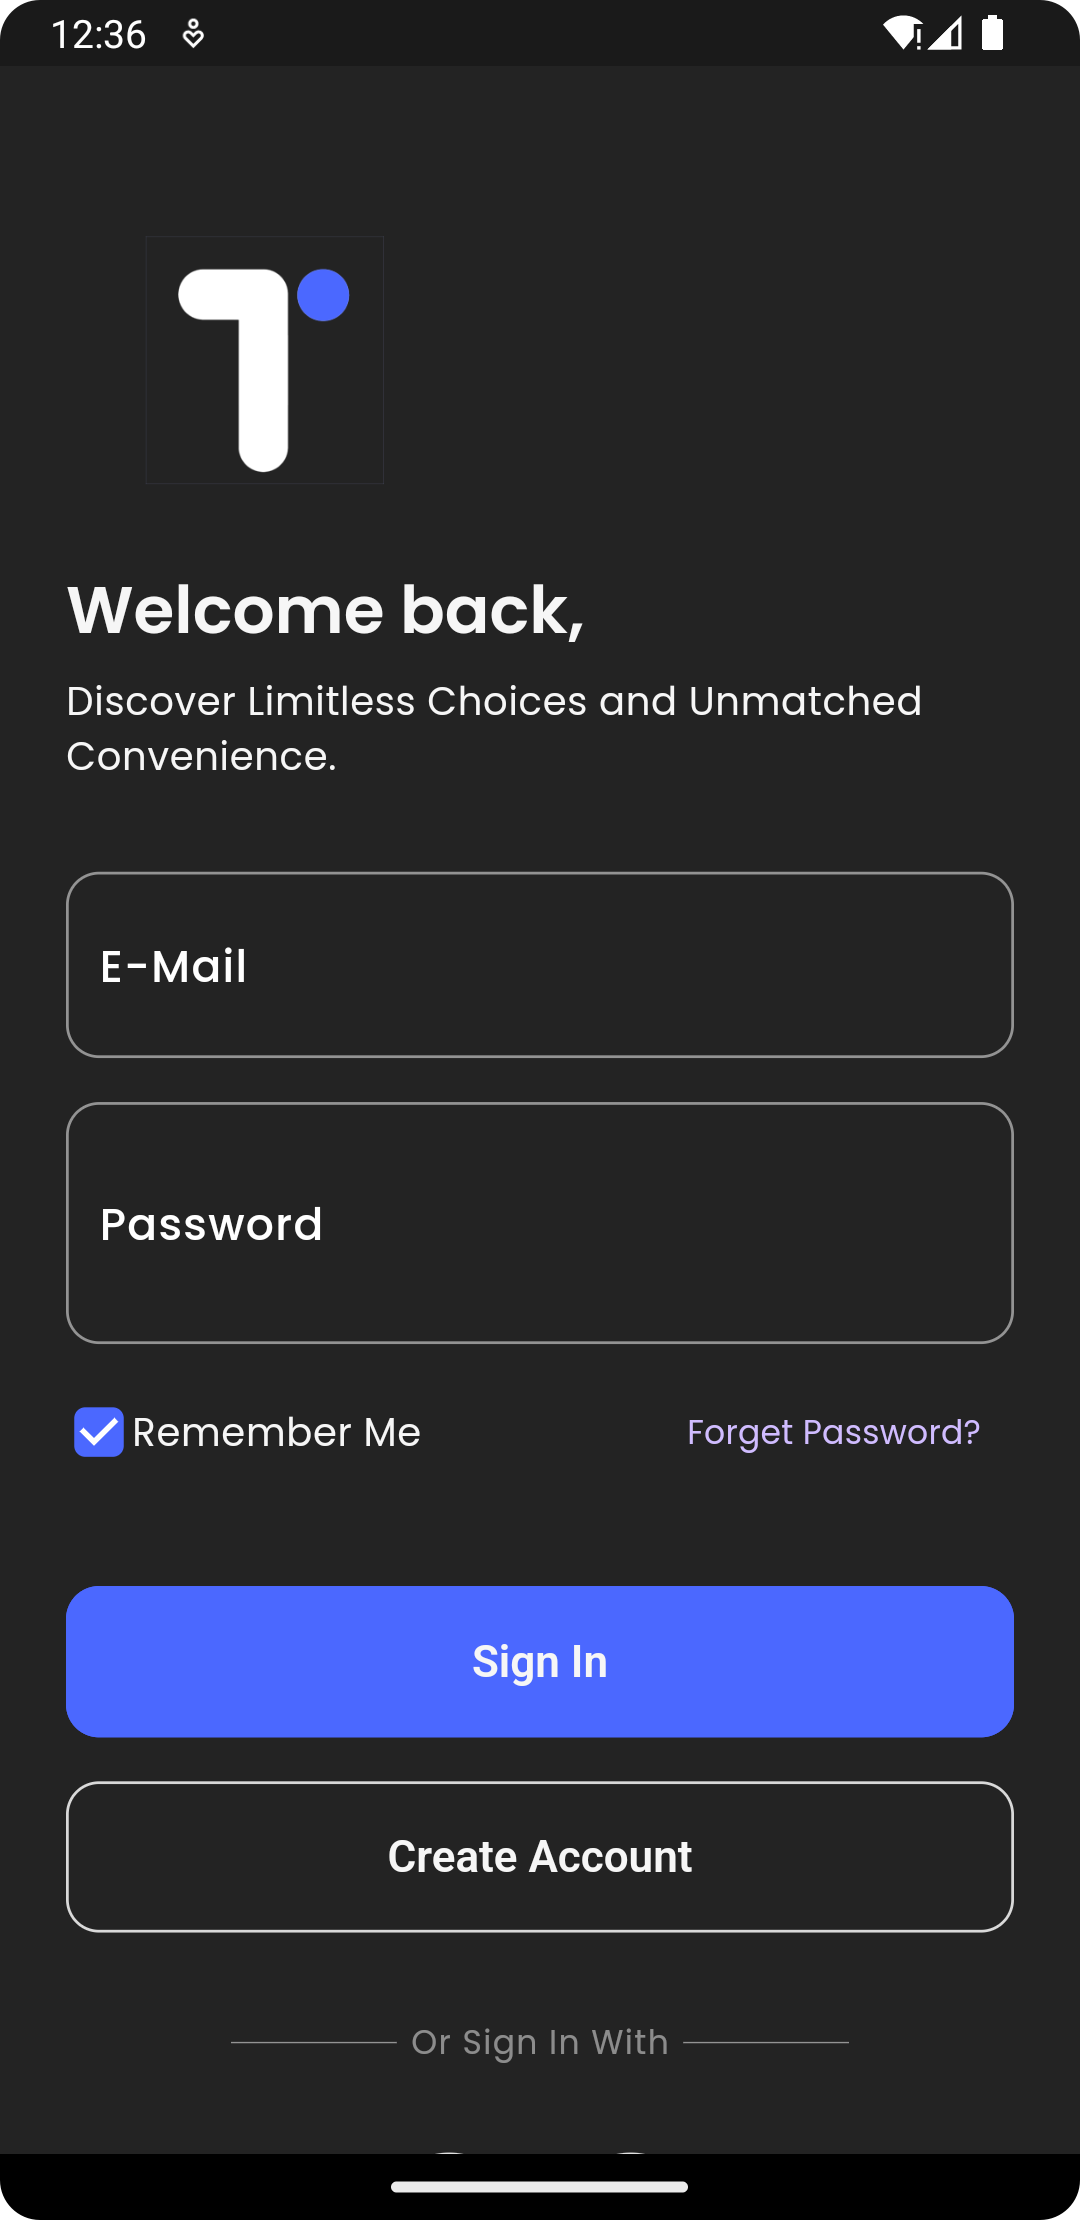 12:36
Welcome back,
Discover Limitless Choices and Unmatched
Convenience.
E-Mail
Password
Remember Me
Forget Password?
Sign In
Create Account
Or Sign In With